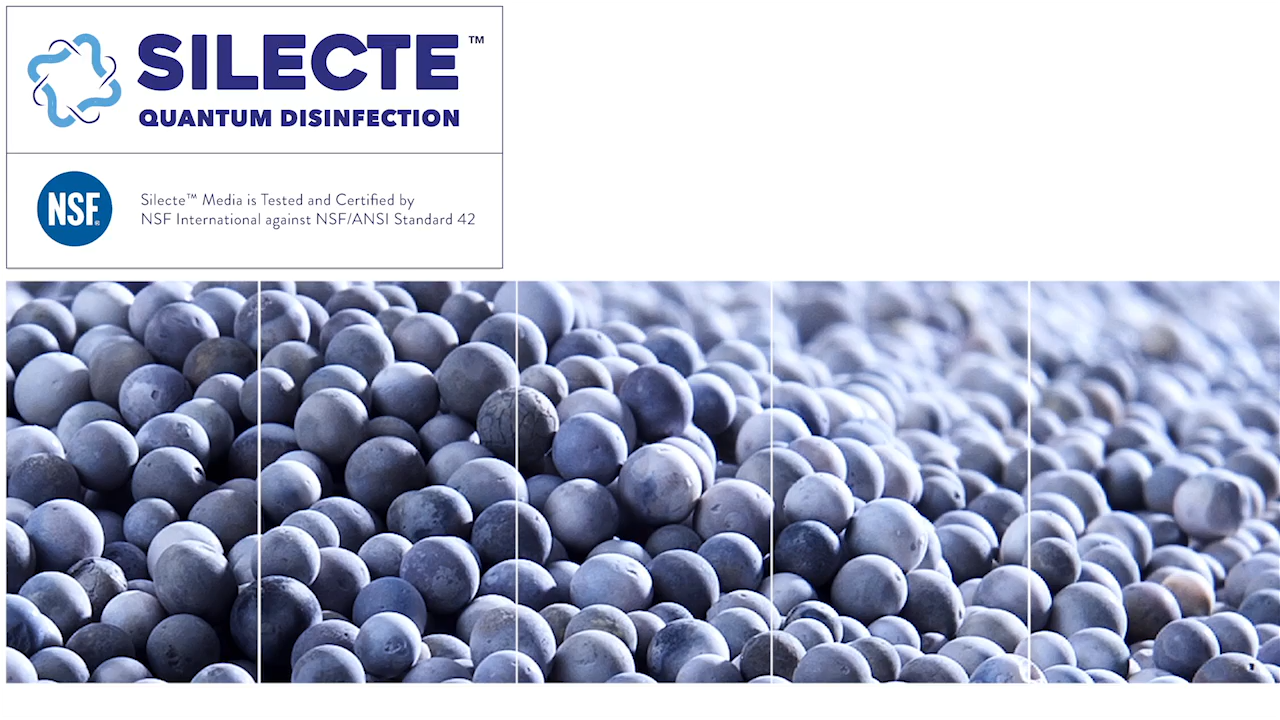 SILECTE™
QUANTUM DISINFECTION
NSF®
Silecte™ Media is Tested and Certified by
NSF International against NSF/ANSI Standard 42